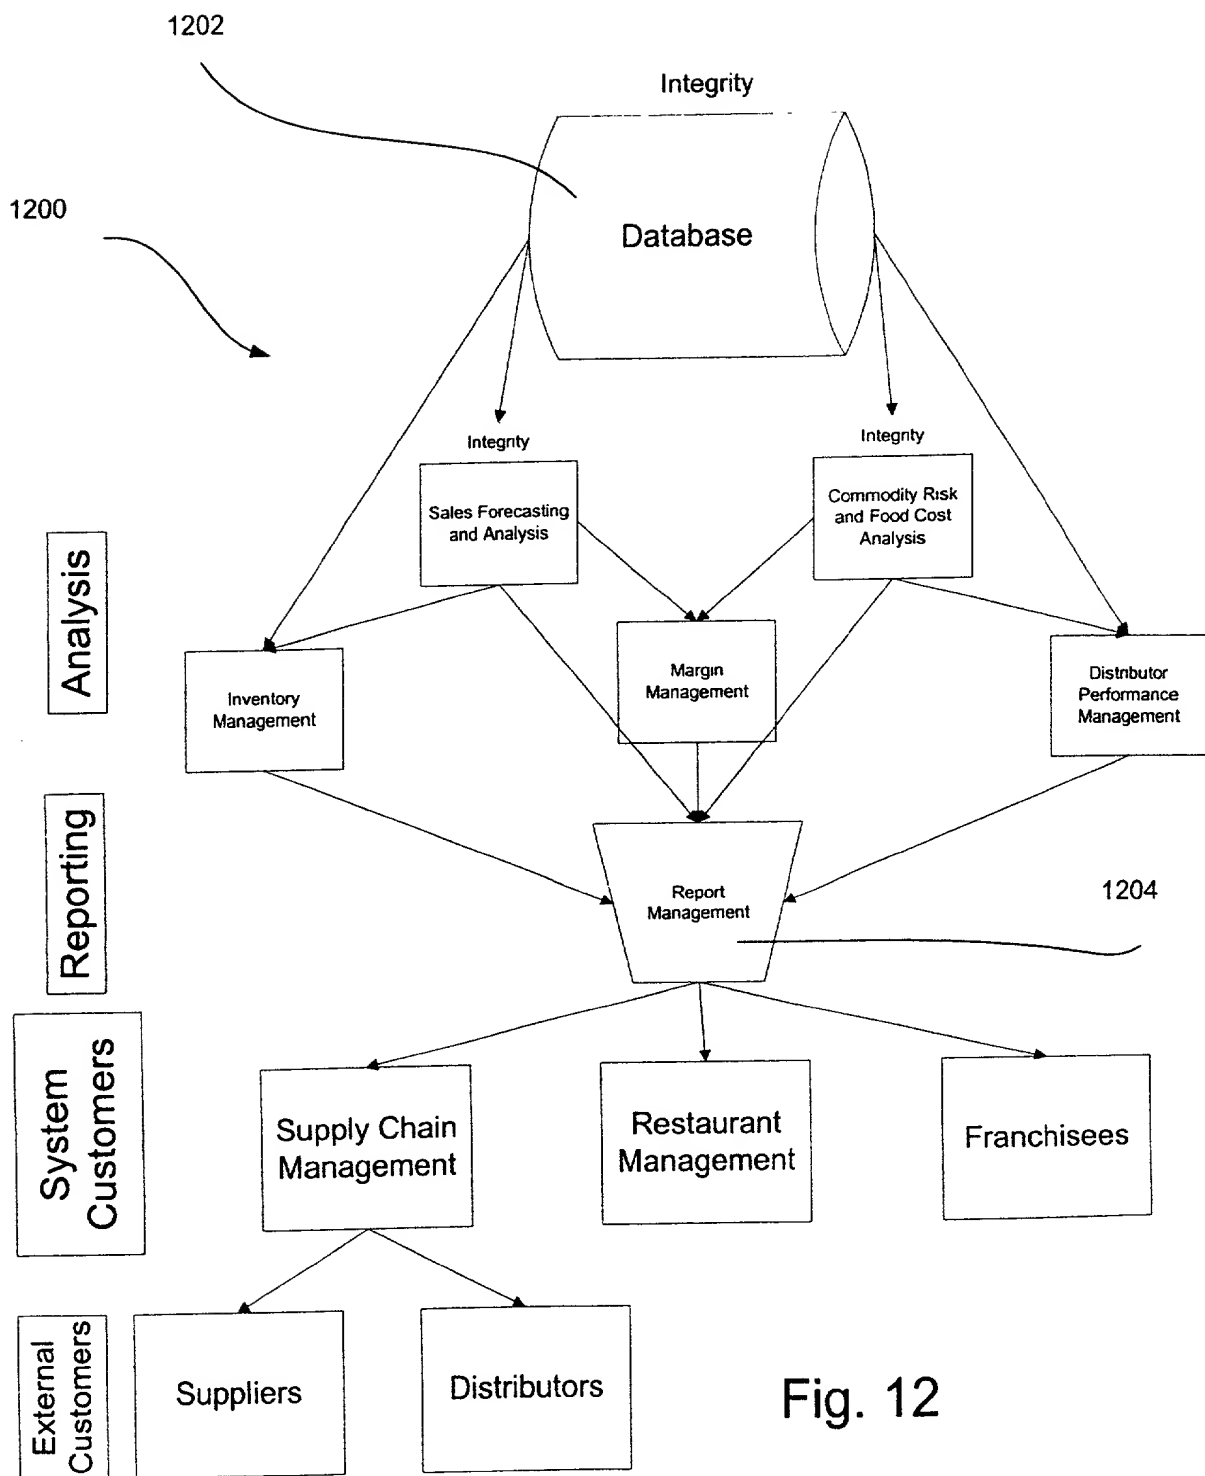 1202
Integrity
1200
Database
Integrity
Integrity
Sales Forecasting
and Analysis
Commodity Risk
and Food Cost
Analysis
Analysis
Inventory
Management
Margin
Management
Distributor
Performance
Management
Reporting
Report
Management
1204
System
Customers
Supply Chain
Management
Restaurant
Management
Franchisees
External
Customers
Suppliers
Distributors
Fig. 12